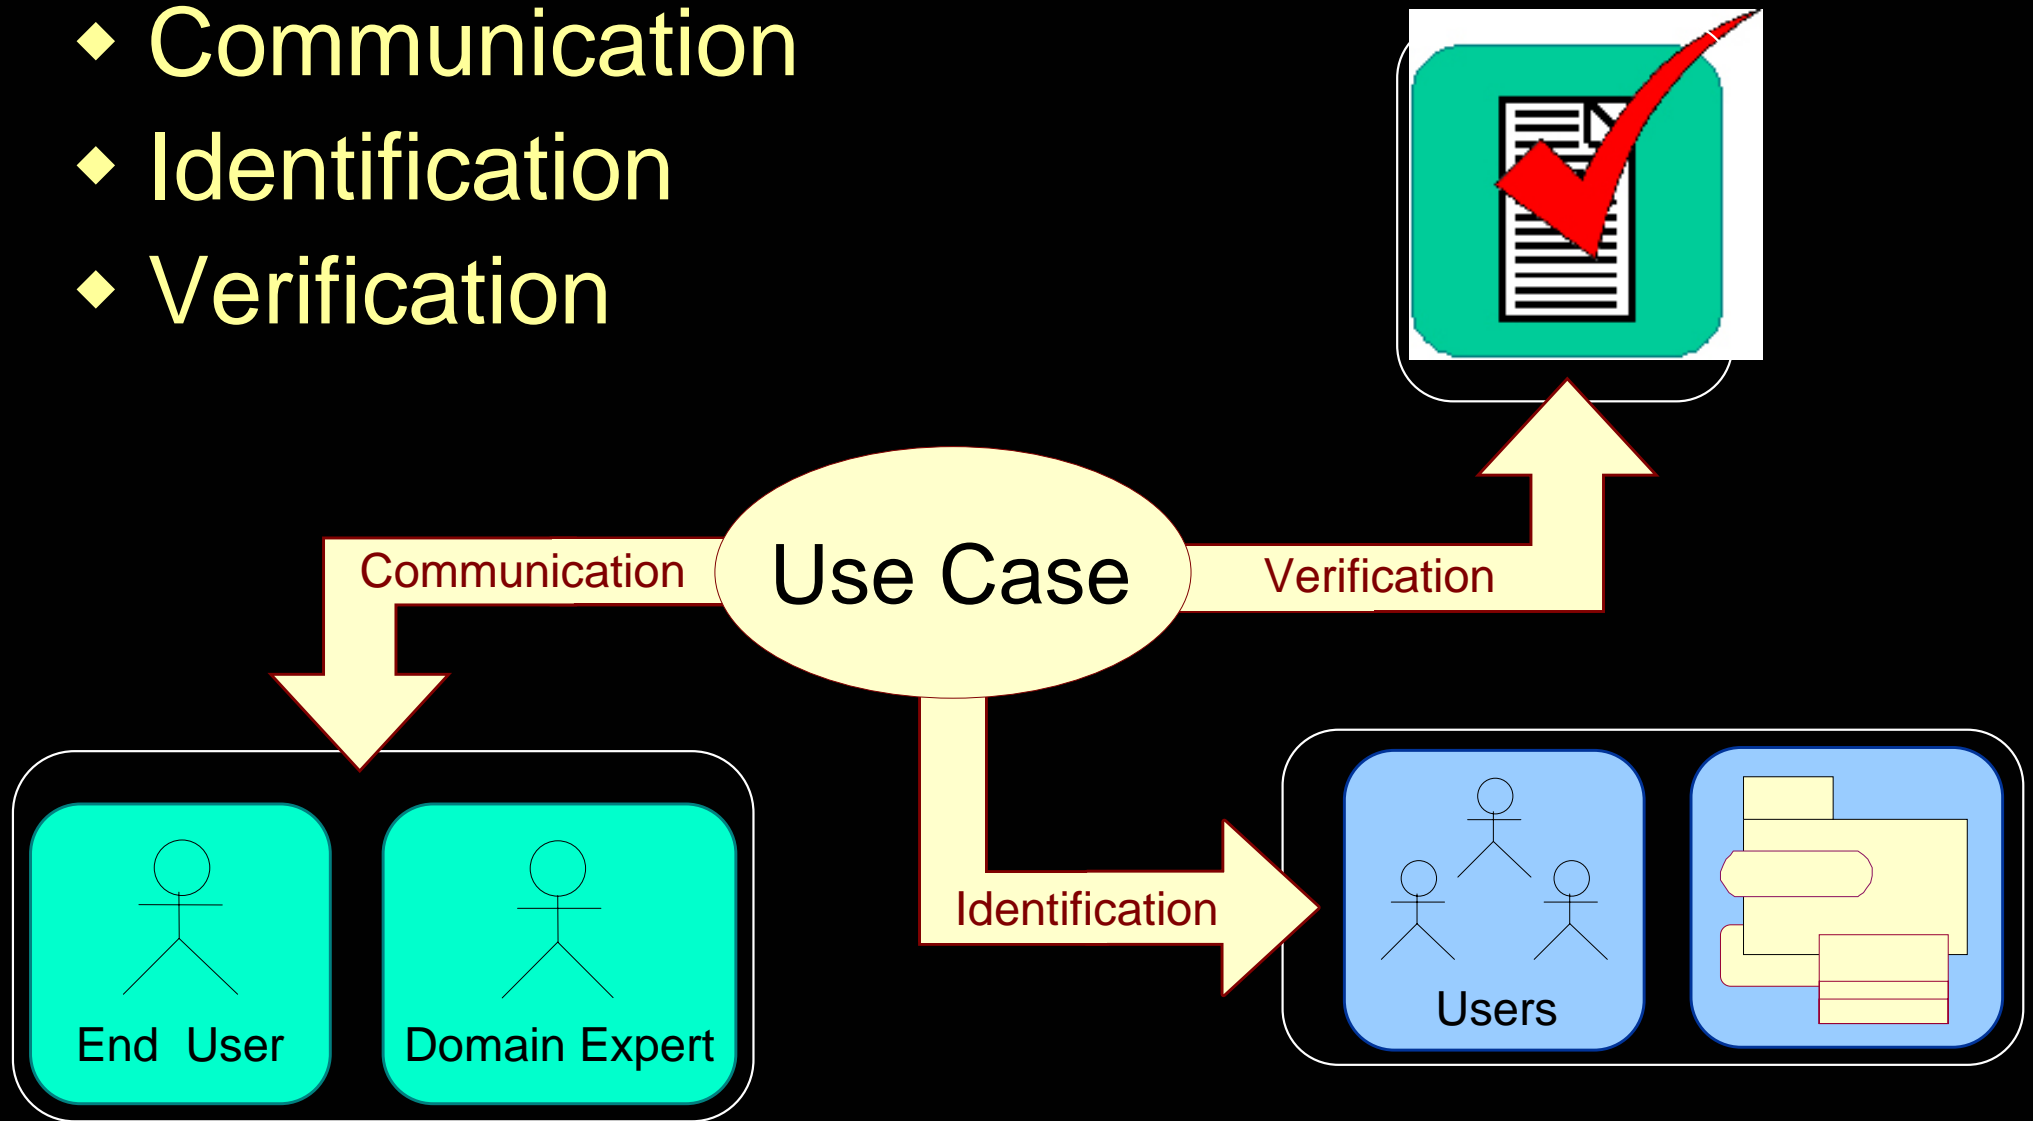 Communication
Identification
Verification
Communication
Use Case
Verification
Identification
Users
End User
Domain Expert